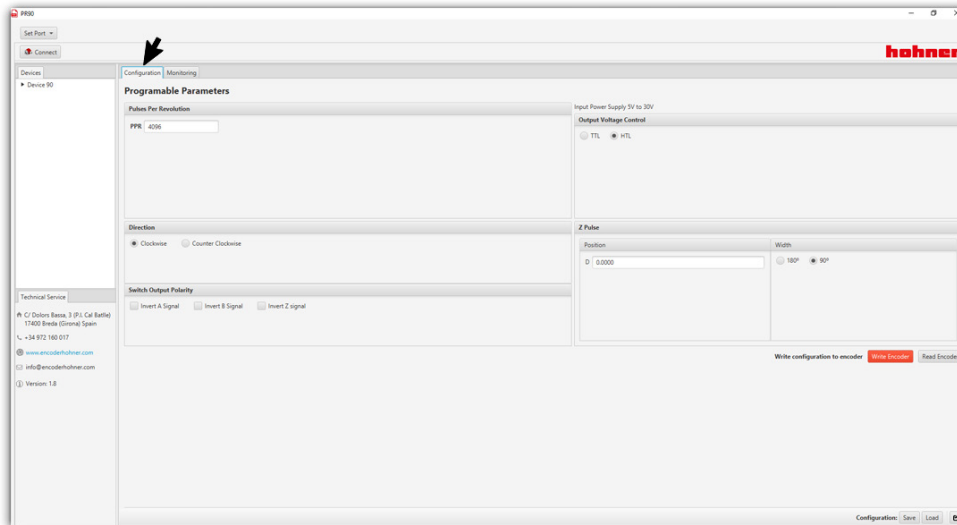 PR90
Set Port
Connect
hohner
Devices
Device 90
Configuration Monitoring
Programable Parameters
Pulses Per Revolution
PPR 4096
Input Power Supply 5V to 30V
Output Voltage Control
TTL HTL
Direction
Clockwise Counter Clockwise
Z Pulse
Position Width
D 0.0000 180º 90º
Switch Output Polarity
Invert A Signal Invert B Signal Invert Z signal
Technical Service
C/ Dolors Bassa, 3 (P.I. Cal Batlle)
17400 Breda (Girona) Spain
+34 972 160 017
www.encoderhohner.com
info@encoderhohner.com
Version: 1.8
Write configuration to encoder Write Encoder Read Encode
Configuration: Save Load